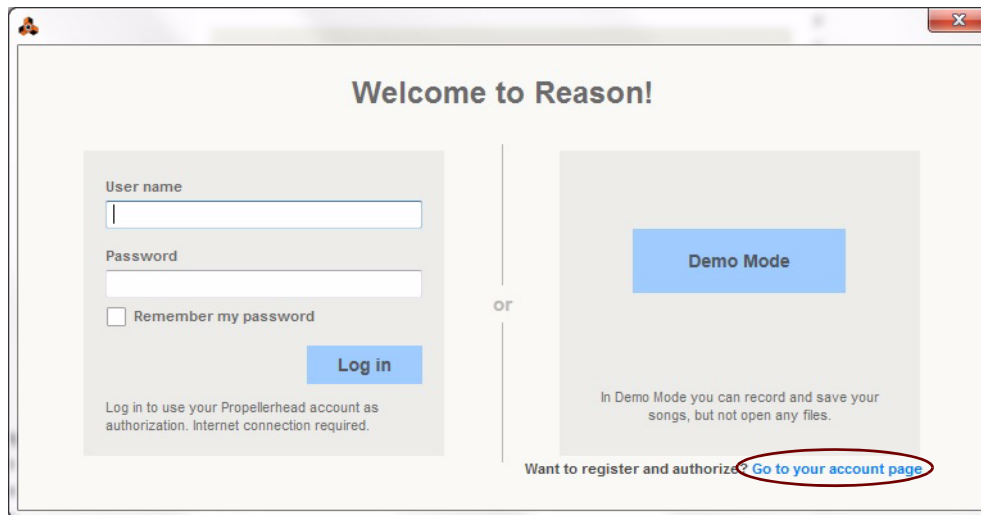 Welcome to Reason!
User name
Password
Remember my password
Log in
Log in to use your Propellerhead account as
authorization. Internet connection required.
or
Demo Mode
In Demo Mode you can record and save your
songs, but not open any files.
Want to register and authorize? Go to your account page